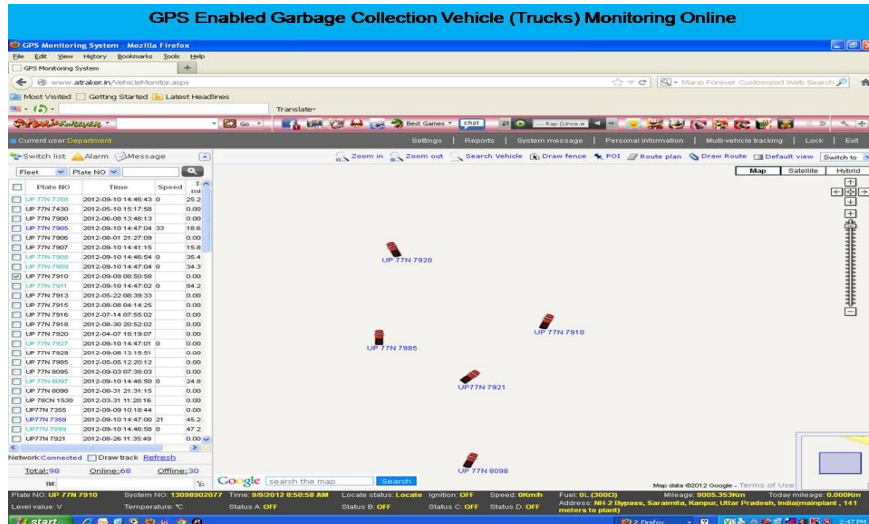 GPS Enabled Garbage Collection Vehicle (Trucks) Monitoring Online
GPS Monitoring System - Mozilla Firefox
File Edit View History Bookmarks Tools Help
GPS Monitoring System
www.atraker.in/VehicleMonitor.aspx
Mario Forever Customized Web Search
Most Visited Getting Started Latest Headlines
Translate
Go Best Games chat
Current user:Department Settings | Reports | System message | Personal information | Multi-vehicle tracking | Lock | Exit
Switch list Alarm Message Zoom in Zoom out Search Vehicle Draw fence POI Route plan Draw Route Default view Switch to
Fleet Plate NO Map Satellite Hybrid
Plate NO Time Speed
UP 77N 7368 2012-09-10 14:46:43 0 25.2
UP 77N 7430 2012-05-10 15:17:58 0.00
UP 77N 7900 2012-06-08 13:46:13 0.00
UP 77N 7905 2012-09-10 14:47:04 33 18.6
UP 77N 7906 2012-08-01 21:27:09 0.00
UP 77N 7907 2012-09-10 14:41:15 15.8
UP 77N 7908 2012-09-10 14:46:54 0 35.4
UP 77N 7909 2012-09-10 14:47:04 0 34.3
UP 77N 7910 2012-09-09 08:50:58 0.00
UP 77N 7911 2012-09-10 14:47:02 0 84.2
UP 77N 7913 2012-05-22 08:39:33 0.00
UP 77N 7915 2012-08-08 04:14:25 0.00
UP 77N 7916 2012-07-14 07:55:02 0.00
UP 77N 7918 2012-08-30 20:52:02 0.00
UP 77N 7920 2012-04-07 18:19:07 0.00
UP 77N 7927 2012-09-10 14:47:01 0 0.00
UP 77N 7929 2012-09-08 13:15:51 0.00
UP 77N 7985 2012-05-05 12:20:12 0.00
UP 77N 8095 2012-09-03 07:38:03 0.00
UP 77N 8097 2012-09-10 14:46:50 0 24.8
UP 77N 8098 2012-08-31 21:31:15 0.00
UP 78CN 1530 2012-03-31 11:20:16 0.00
UP77N 7355 2012-09-09 10:18:44 0.00
UP77N 7359 2012-09-10 14:47:00 21 45.2
UP77N 7899 2012-09-10 14:46:58 0 47.2
UP77N 7921 2012-08-26 11:35:49 0.00
UP 77N 7920
UP 77N 7910
UP 77N 7985
UP77N 7921
UP 77N 8098
Network:Connected Draw track Refresh
Total:98 Online:68 Offline:30
IM:
Google search the map Search Map data ©2012 Google - Terms of Use
Plate NO: UP 77N 7910 System NO: 13098902077 Time: 9/9/2012 8:50:58 AM Locate status: Locate Ignition: OFF Speed: 0Km/h Fuel: 0L (300Ω) Mileage: 9005.353Km Today mileage: 0.000Km
Level value: V Temperature: ℃ Status A: OFF Status B: OFF Status C: OFF Status D: OFF Address: NH-2 Bypass, Saraimita, Kanpur, Uttar Pradesh, India(mainplant , 141 meters to plant)
start 2 Firefox 2:47 PM